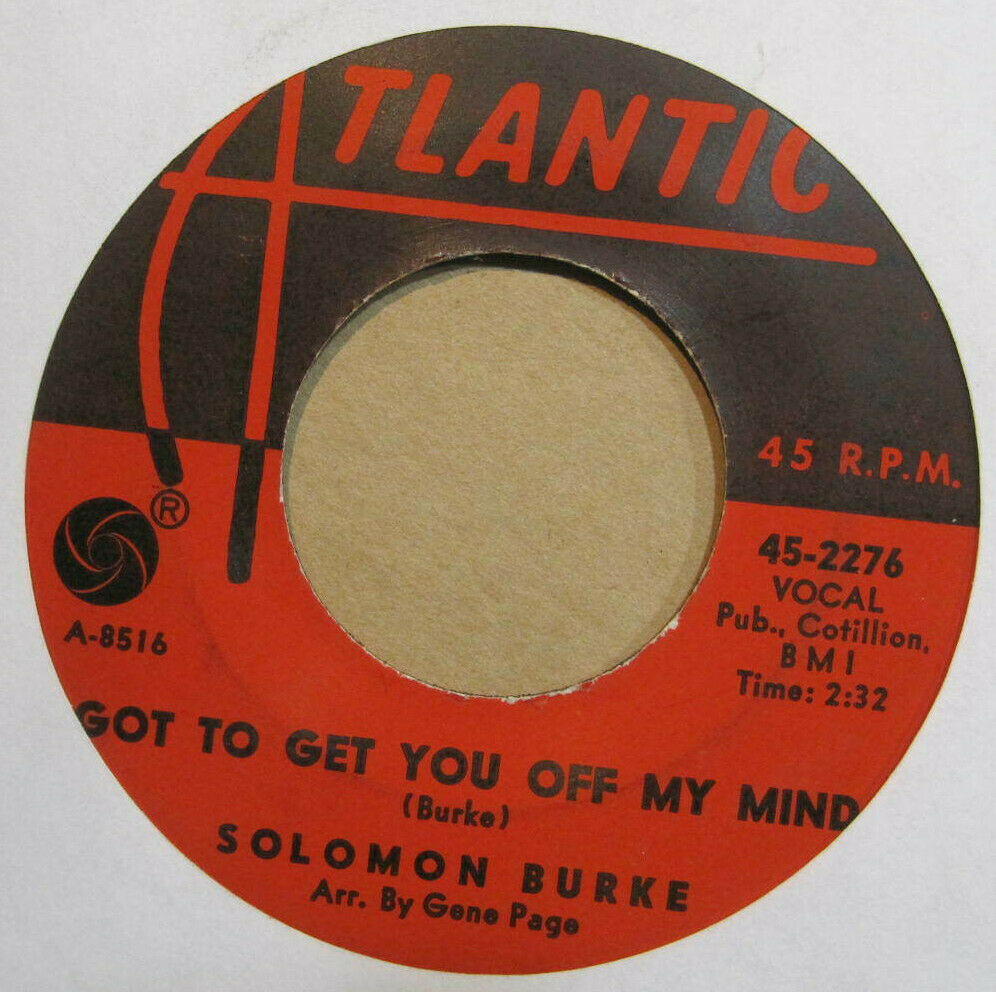 ATLANTIC
45 R.P.M.
®
A-8516
45-2276
VOCAL
Pub., Cotillion,
BMI
Time: 2:32
GOT TO GET YOU OFF MY MIND
(Burke)
SOLOMON BURKE
Arr. By Gene Page